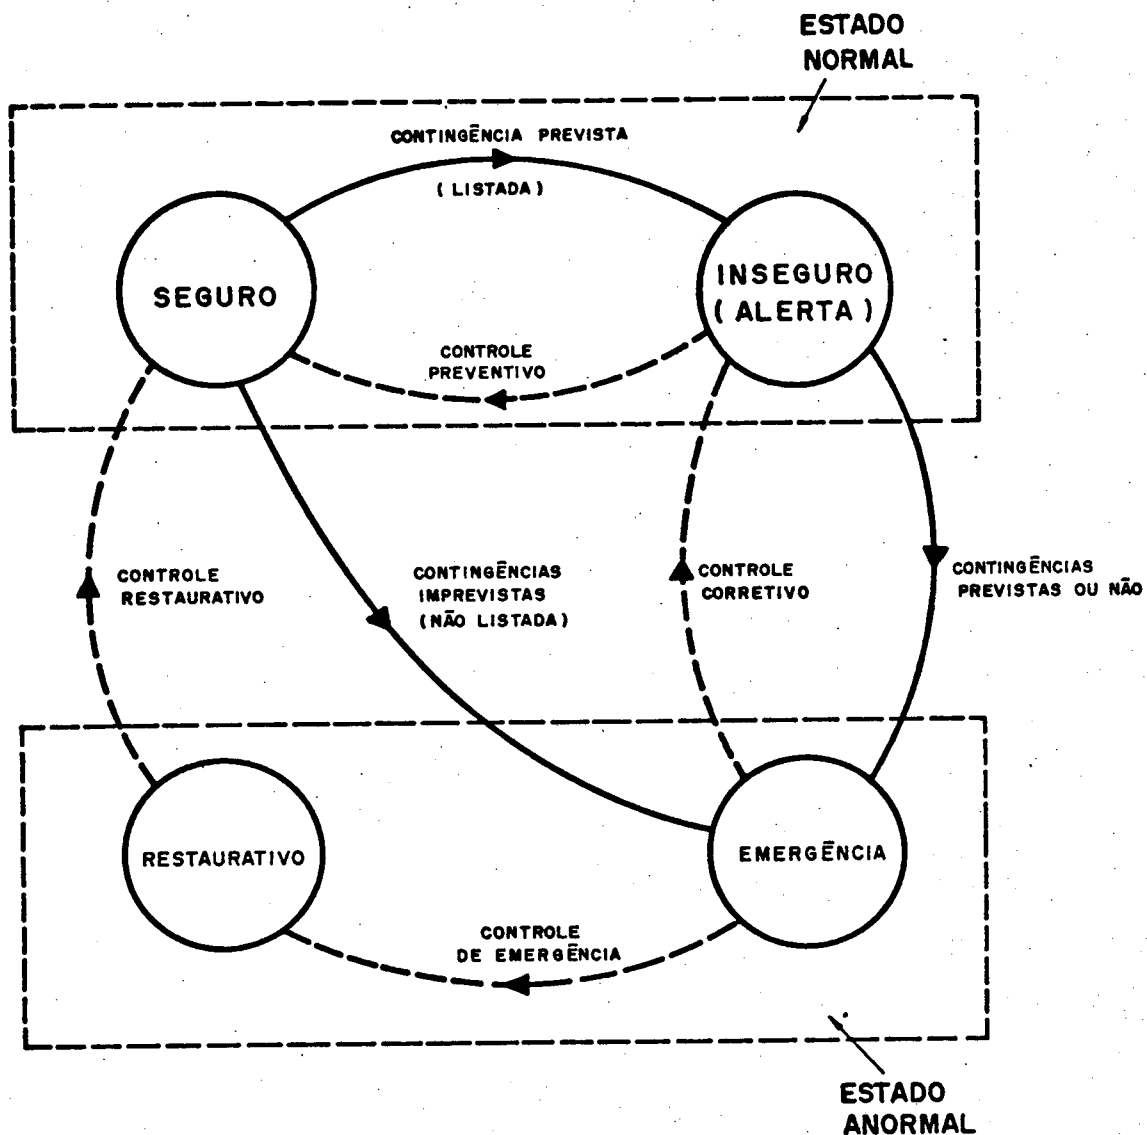 ESTADO
NORMAL
CONTINGÊNCIA PREVISTA
( LISTADA )
SEGURO
INSEGURO
( ALERTA )
CONTROLE
PREVENTIVO
CONTROLE
RESTAURATIVO
CONTINGÊNCIAS
IMPREVISTAS
(NÃO LISTADA)
CONTROLE
CORRETIVO
CONTINGÊNCIAS
PREVISTAS OU NÃO
RESTAURATIVO
EMERGÊNCIA
CONTROLE
DE EMERGÊNCIA
ESTADO
ANORMAL